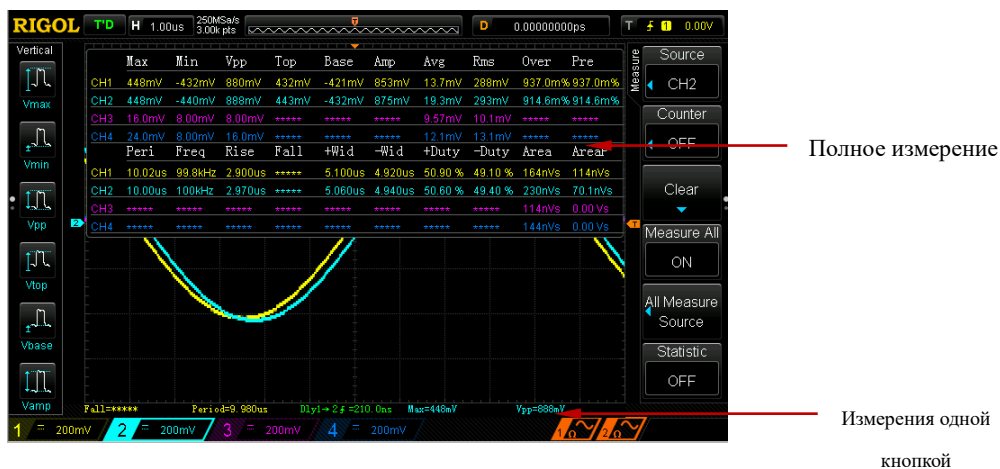 RIGOL T'D H 1.00us 250MSa/s 3.00k pts D 0.00000000ps T 1 0.00V
Vertical
Vmax
Vmin
Vpp
Vtop
Vbase
Vamp
Max Min Vpp Top Base Amp Avg Rms Over Pre
CH1 448mV -432mV 880mV 432mV -421mV 853mV 13.7mV 288mV 937.0m% 937.0m%
CH2 448mV -440mV 888mV 443mV -432mV 875mV 19.3mV 293mV 914.6m% 914.6m%
CH3 16.0mV 8.00mV 8.00mV ***** ***** ***** 9.57mV 10.1mV ***** *****
CH4 24.0mV 8.00mV 16.0mV ***** ***** ***** 12.1mV 13.1mV ***** *****
Peri Freq Rise Fall +Wid -Wid +Duty -Duty Area AreaP
CH1 10.02us 99.8kHz 2.900us ***** 5.100us 4.920us 50.90 % 49.10 % 164nVs 114nVs
CH2 10.00us 100kHz 2.970us ***** 5.060us 4.940us 50.60 % 49.40 % 230nVs 70.1nVs
CH3 ***** ***** ***** ***** ***** ***** ***** ***** 114nVs 0.00 Vs
CH4 ***** ***** ***** ***** ***** ***** ***** ***** 144nVs 0.00 Vs
2
T
Fall=***** Period=9.980us Dly1→2=210.0ns Max=448mV Vpp=888mV
1 200mV 2 200mV 3 200mV 4 200mV 1 Ω 2 Ω
Measure
Source
CH2
Counter
OFF
Clear
Measure All
ON
All Measure
Source
Statistic
OFF
Полное измерение
Измерения одной
кнопкой